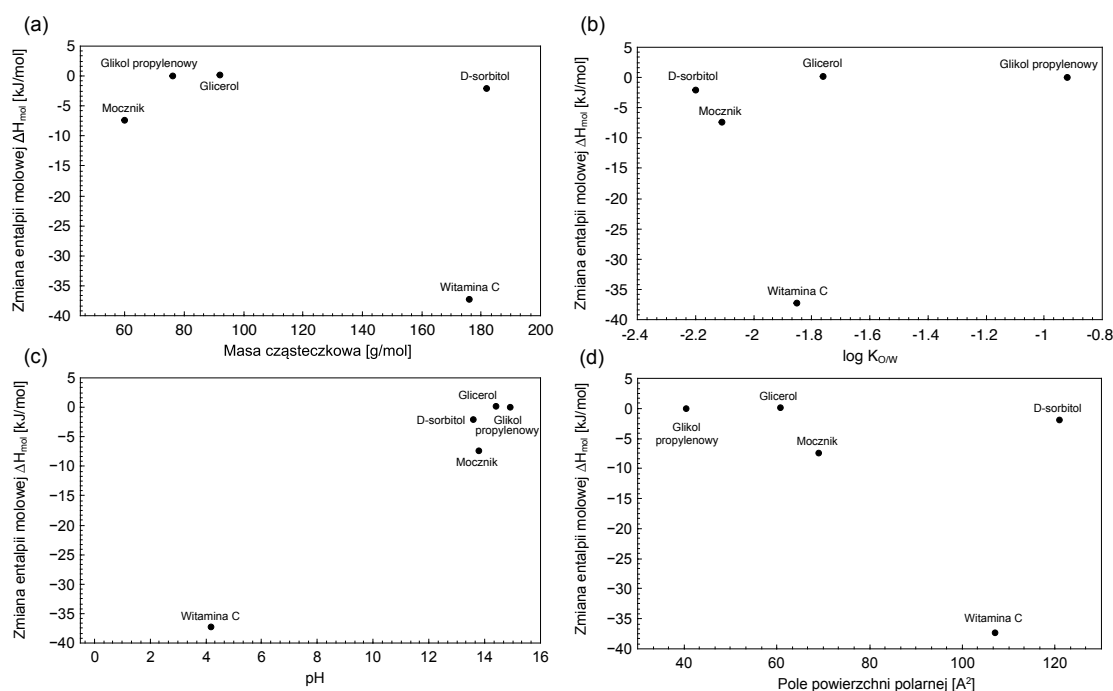 (a)
Zmiana entalpii molowej ΔHmol [kJ/mol]
5
0
−5
−10
−15
−20
−25
−30
−35
−40
Glikol propylenowy
Glicerol
D-sorbitol
Mocznik
Witamina C
60 80 100 120 140 160 180 200
Masa cząsteczkowa [g/mol]
(b)
Zmiana entalpii molowej ΔHmol [kJ/mol]
5
0
-5
-10
-15
-20
-25
-30
-35
-40
Glicerol
Glikol propylenowy
D-sorbitol
Mocznik
Witamina C
-2.4 -2.2 -2 -1.8 -1.6 -1.4 -1.2 -1 -0.8
log KO/W
(c)
Zmiana entalpii molowej ΔHmol [kJ/mol]
5
0
−5
−10
−15
−20
−25
−30
−35
−40
Glicerol
D-sorbitol
Glikol
propylenowy
Mocznik
Witamina C
0 2 4 6 8 10 12 14 16
pH
(d)
Zmiana entalpii molowej ΔHmol [kJ/mol]
5
0
−5
−10
−15
−20
−25
−30
−35
−40
Glicerol
D-sorbitol
Glikol
propylenowy
Mocznik
Witamina C
40 60 80 100 120
Pole powierzchni polarnej [A²]